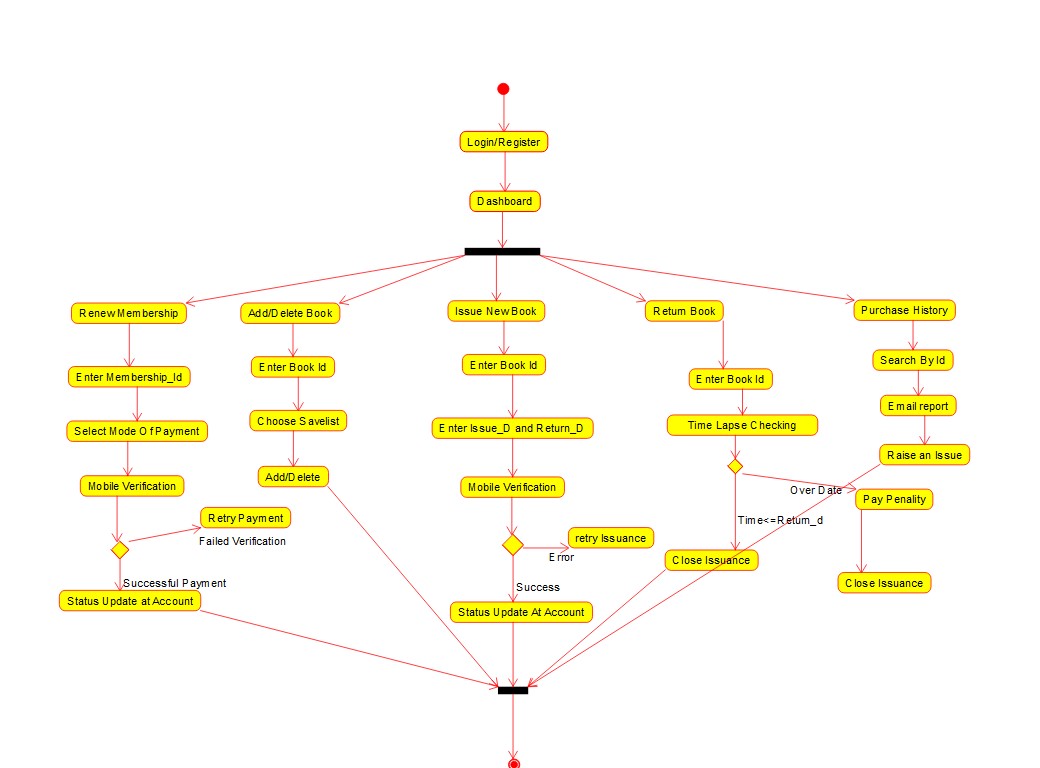 Login/Register
Dashboard
Renew Membership
Add/Delete Book
Issue New Book
Return Book
Purchase History
Enter Membership_Id
Enter Book Id
Enter Book Id
Enter Book Id
Search By Id
Select Mode Of Payment
Choose Savelist
Enter Issue_D and Return_D
Time Lapse Checking
Email report
Mobile Verification
Add/Delete
Mobile Verification
Raise an Issue
Over Date
Pay Penality
Retry Payment
Failed Verification
retry Issuance
Error
Time<=Return_d
Successful Payment
Success
Close Issuance
Close Issuance
Status Update at Account
Status Update At Account